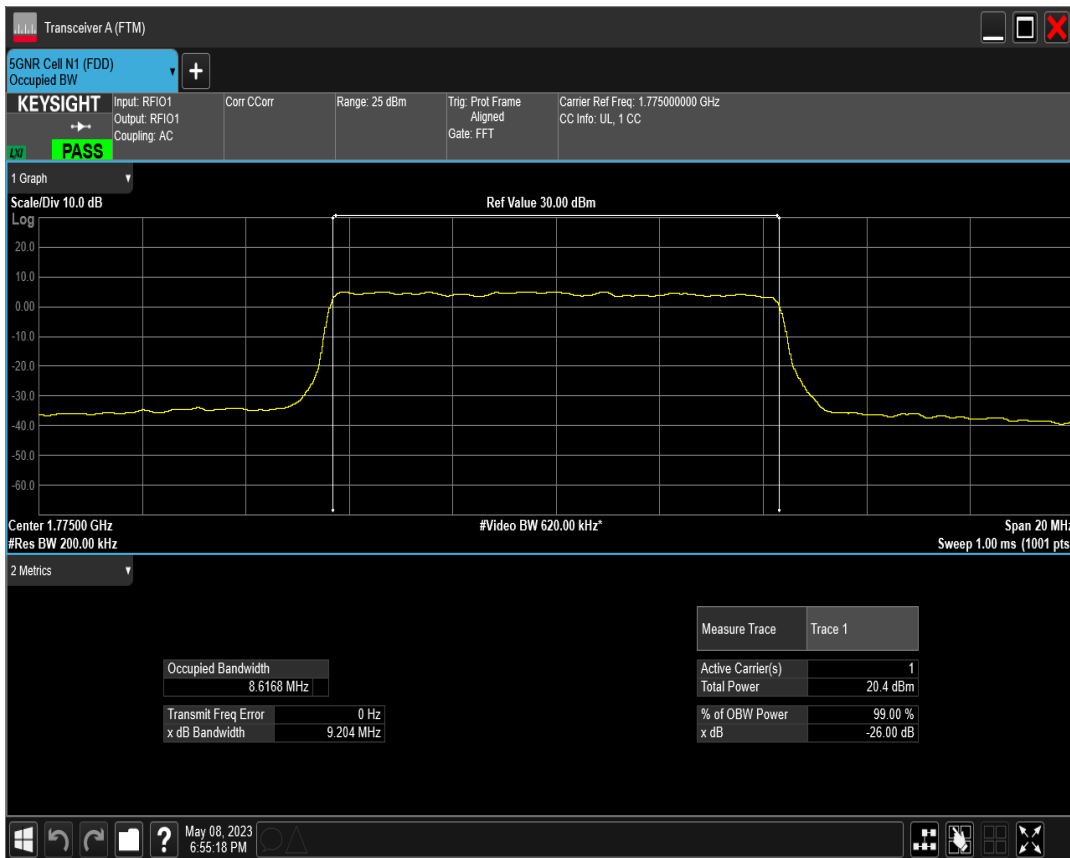 Transceiver A (FTM)
5GNR Cell N1 (FDD)
Occupied BW
+
KEYSIGHT
LXI
PASS
Input: RFIO1
Output: RFIO1
Coupling: AC
Corr CCorr
Range: 25 dBm
Trig: Prot Frame
Aligned
Gate: FFT
Carrier Ref Freq: 1.775000000 GHz
CC Info: UL, 1 CC
1 Graph
Scale/Div 10.0 dB
Ref Value 30.00 dBm
Log
20.0
10.0
0.00
-10.0
-20.0
-30.0
-40.0
-50.0
-60.0
Center 1.77500 GHz
#Video BW 620.00 kHz*
Span 20 MHz
#Res BW 200.00 kHz
Sweep 1.00 ms (1001 pts
2 Metrics
Measure Trace Trace 1
Occupied Bandwidth
8.6168 MHz
Active Carrier(s) 1
Total Power 20.4 dBm
Transmit Freq Error 0 Hz
x dB Bandwidth 9.204 MHz
% of OBW Power 99.00 %
x dB -26.00 dB
?
May 08, 2023
6:55:18 PM